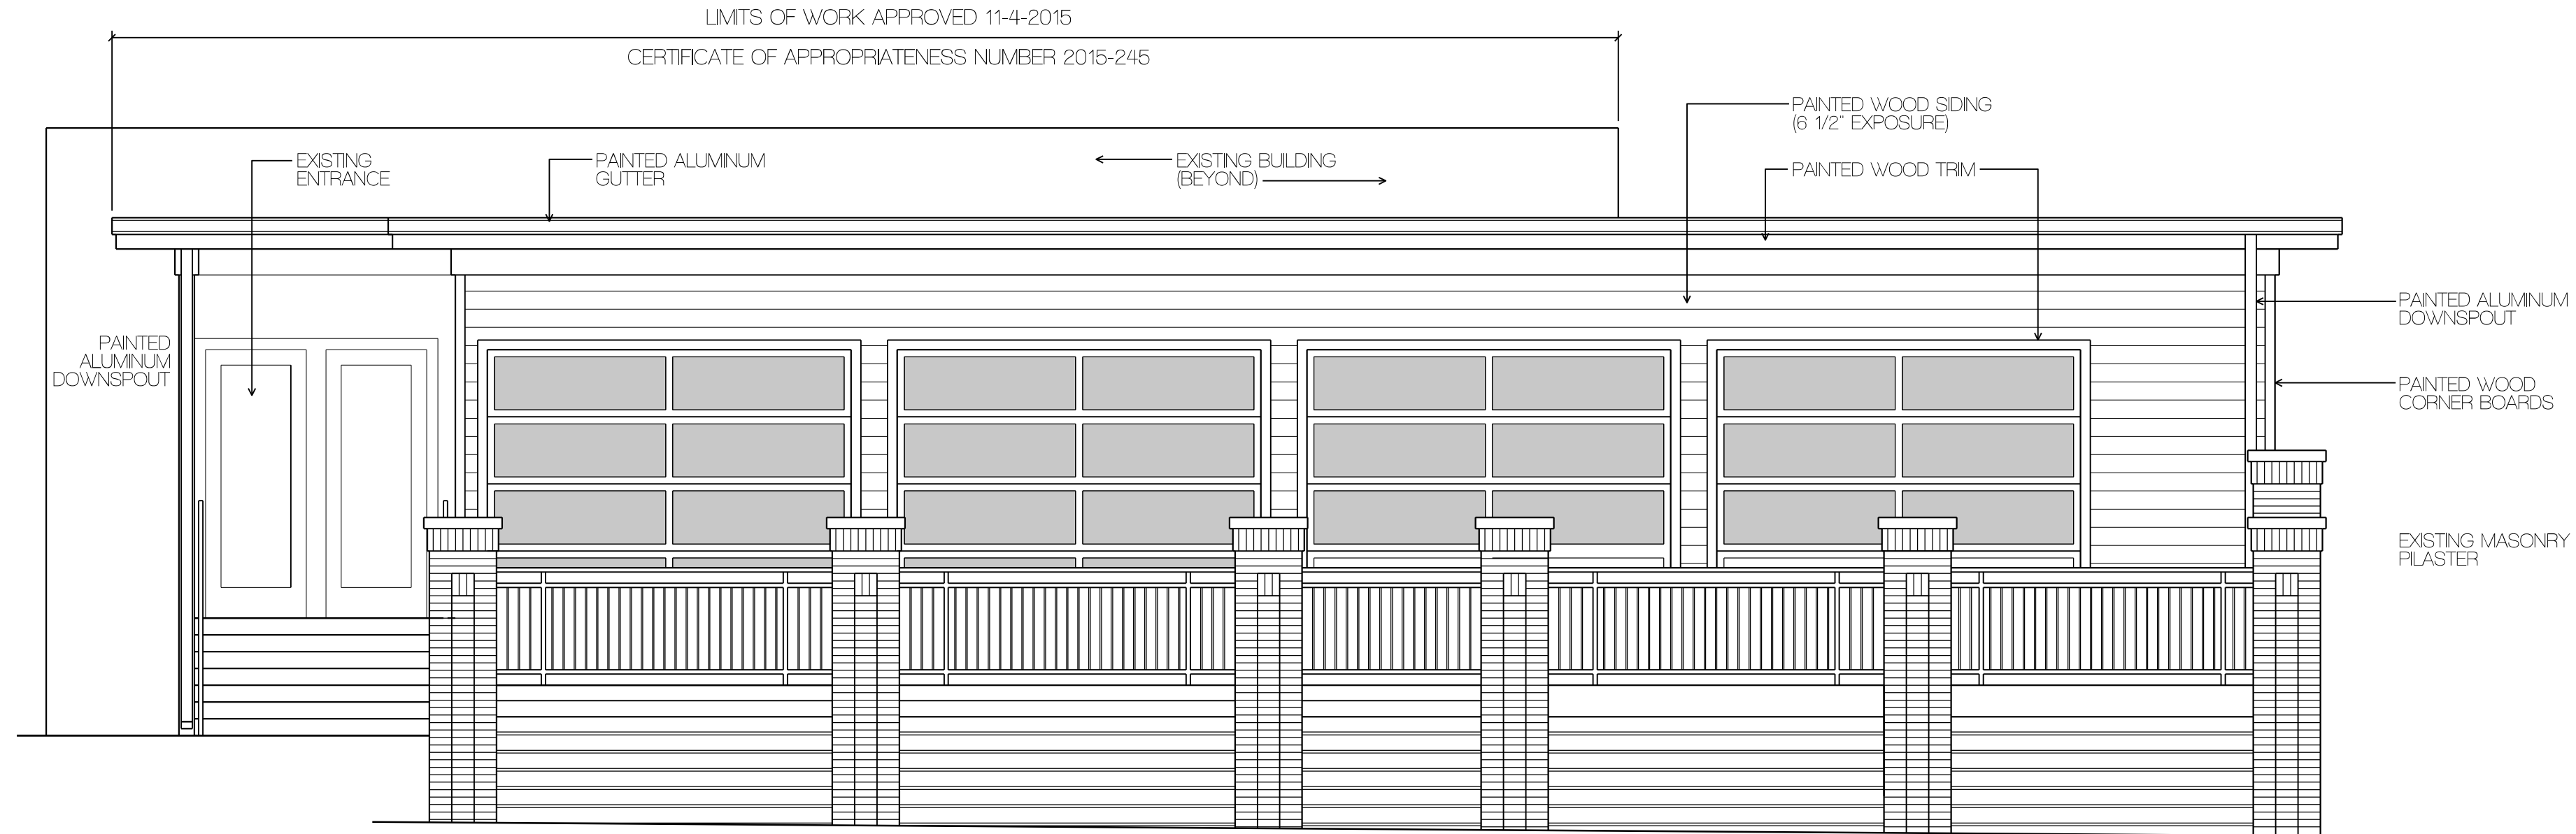 LIMITS OF WORK APPROVED 11-4-2015
CERTIFICATE OF APPROPRIATENESS NUMBER 2015-245
PAINTED WOOD SIDING
(6 1/2" EXPOSURE)
EXISTING
ENTRANCE
PAINTED ALUMINUM
GUTTER
EXISTING BUILDING
(BEYOND)
PAINTED WOOD TRIM
PAINTED
ALUMINUM
DOWNSPOUT
PAINTED ALUMINUM
DOWNSPOUT
PAINTED WOOD
CORNER BOARDS
EXISTING MASONRY
PILASTER